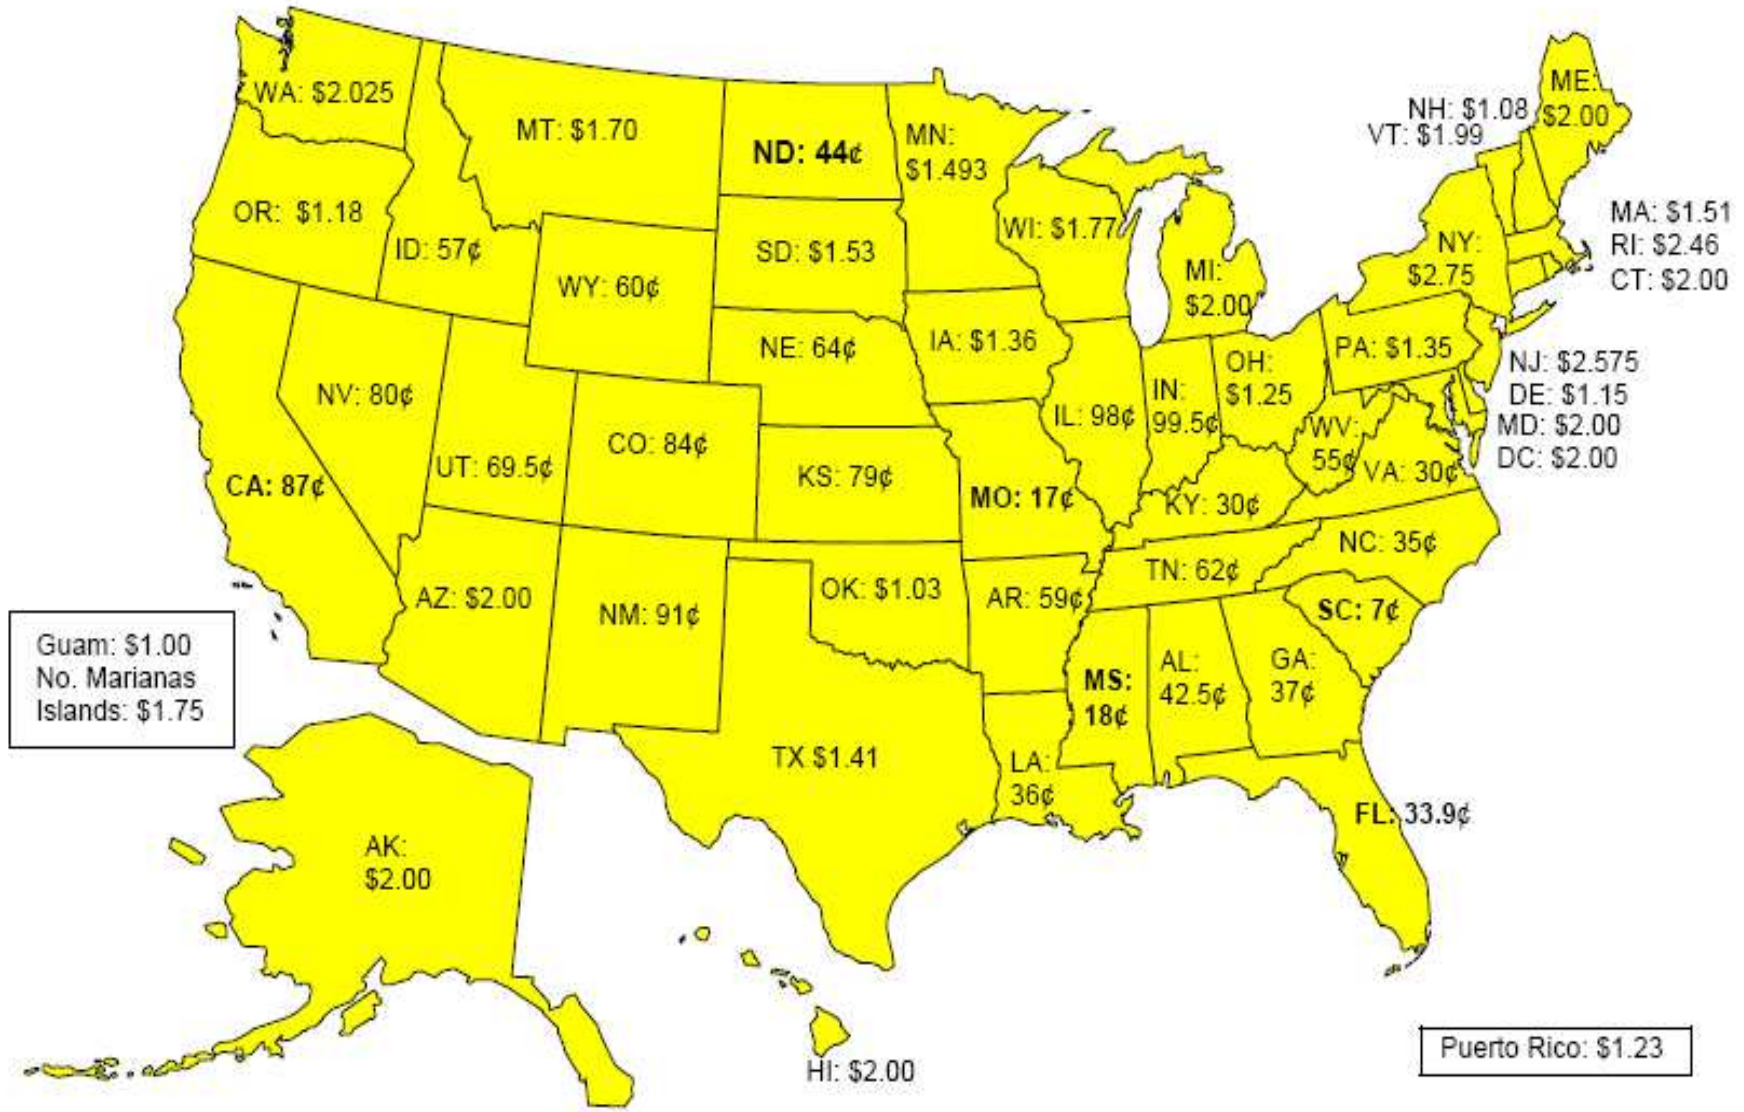 WA: $2.025
MT: $1.70
ND: 44¢
MN:
$1.493
OR: $1.18
ID: 57¢
WY: 60¢
SD: $1.53
WI: $1.77
MI:
$2.00
NE: 64¢
IA: $1.36
NV: 80¢
UT: 69.5¢
CO: 84¢
KS: 79¢
CA: 87¢
MO: 17¢
IL: 98¢
IN:
99.5¢
OH:
$1.25
PA: $1.35
NY:
$2.75
NH: $1.08
VT: $1.99
ME:
$2.00
MA: $1.51
RI: $2.46
CT: $2.00
NJ: $2.575
DE: $1.15
MD: $2.00
DC: $2.00
WV:
55¢
VA: 30¢
KY: 30¢
NC: 35¢
TN: 62¢
SC: 7¢
AZ: $2.00
NM: 91¢
OK: $1.03
AR: 59¢
MS:
18¢
AL:
42.5¢
GA:
37¢
TX $1.41
LA:
36¢
FL: 33.9¢
Guam: $1.00
No. Marianas
Islands: $1.75
AK:
$2.00
HI: $2.00
Puerto Rico: $1.23